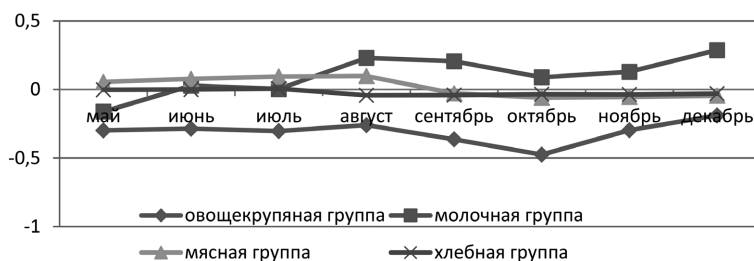 0,5
0
май июнь июль август сентябрь октябрь ноябрь декабрь
-0,5
-1
овощекрупяная группа молочная группа
мясная группа хлебная группа